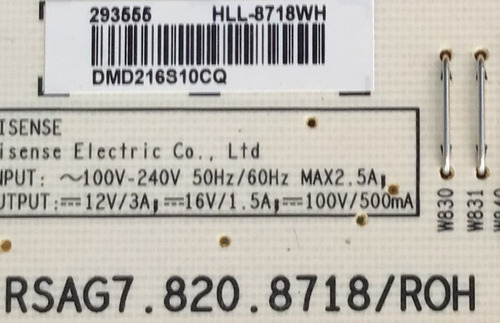 293555 HLL-8718WH
DMD216S10CQ
ISENSE
isense Electric Co., Ltd
NPUT: ~100V-240V 50Hz/60Hz MAX2.5A;
UTPUT:⎓12V/3A;⎓16V/1.5A;⎓100V/500mA
W830
W831
RSAG7.820.8718/ROH